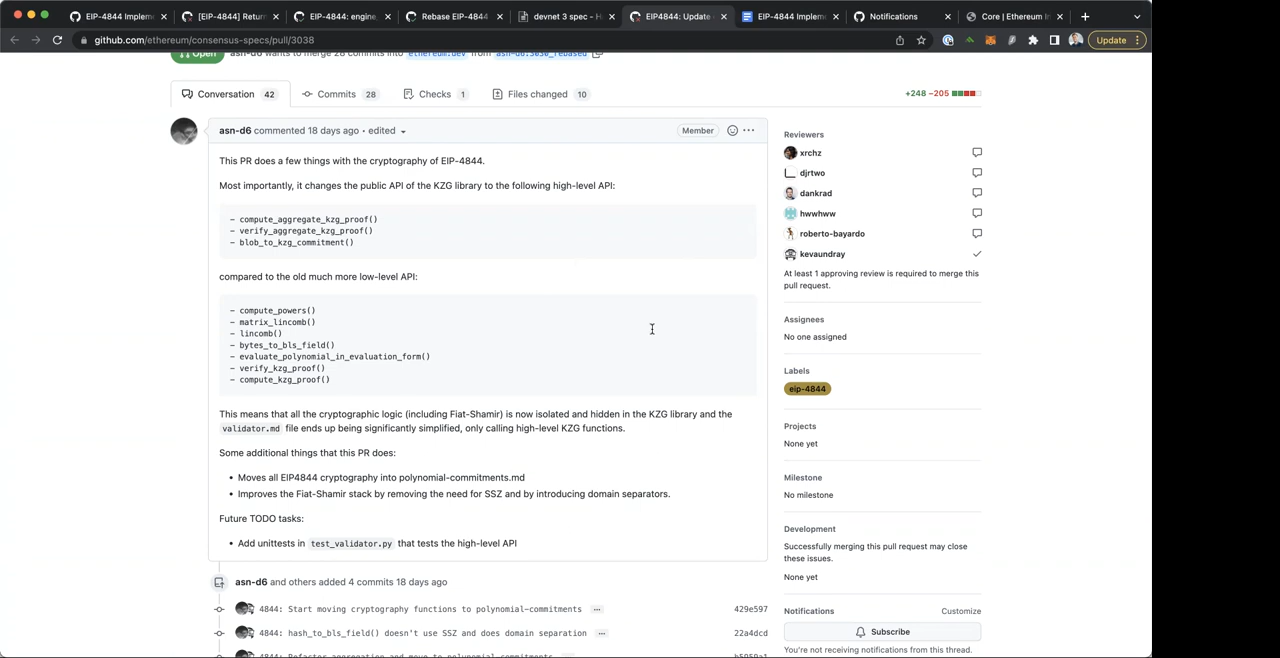 EIP-4844 Implem
[EIP-4844] Retur
EIP-4844: engine,
Rebase EIP-4844
devnet 3 spec - H
EIP4844: Update
EIP-4844 Implem
Notifications
Core | Ethereum In
github.com/ethereum/consensus-specs/pull/3038
Update
Open
asn-d6 wants to merge 28 commits into ethereum:dev from asn-d6:3030_rebased
Conversation 42
Commits 28
Checks 1
Files changed 10
+248 −205
asn-d6 commented 18 days ago • edited
Member
This PR does a few things with the cryptography of EIP-4844.
Most importantly, it changes the public API of the KZG library to the following high-level API:
- compute_aggregate_kzg_proof()
- verify_aggregate_kzg_proof()
- blob_to_kzg_commitment()
compared to the old much more low-level API:
- compute_powers()
- matrix_lincomb()
- lincomb()
- bytes_to_bls_field()
- evaluate_polynomial_in_evaluation_form()
- verify_kzg_proof()
- compute_kzg_proof()
This means that all the cryptographic logic (including Fiat-Shamir) is now isolated and hidden in the KZG library and the
validator.md file ends up being significantly simplified, only calling high-level KZG functions.
Some additional things that this PR does:
• Moves all EIP4844 cryptography into polynomial-commitments.md
• Improves the Fiat-Shamir stack by removing the need for SSZ and by introducing domain separators.
Future TODO tasks:
• Add unittests in test_validator.py that tests the high-level API
asn-d6 and others added 4 commits 18 days ago
4844: Start moving cryptography functions to polynomial-commitments ...
429e597
4844: hash_to_bls_field() doesn't use SSZ and does domain separation ...
22a4dcd
4844: Refactor aggregation and move to polynomial-commitments
Reviewers
xrchz
djrtwo
dankrad
hwwhww
roberto-bayardo
kevaundray
At least 1 approving review is required to merge this
pull request.
Assignees
No one assigned
Labels
eip-4844
Projects
None yet
Milestone
No milestone
Development
Successfully merging this pull request may close
these issues.
None yet
Notifications
Customize
Subscribe
You're not receiving notifications from this thread.